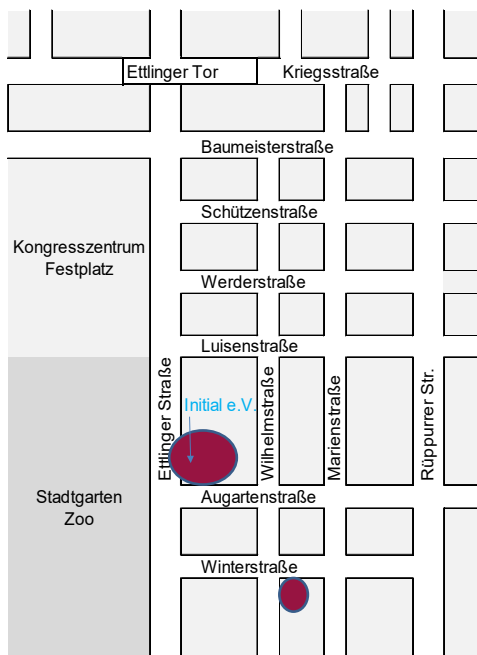 Ettlinger Tor
Kriegsstraße
Baumeisterstraße
Schützenstraße
Kongresszentrum
Festplatz
Werderstraße
Luisenstraße
Ettlinger Straße
Initial e.V.
Wilhelmstraße
Marienstraße
Rüppurrer Str.
Stadtgarten
Zoo
Augartenstraße
Winterstraße